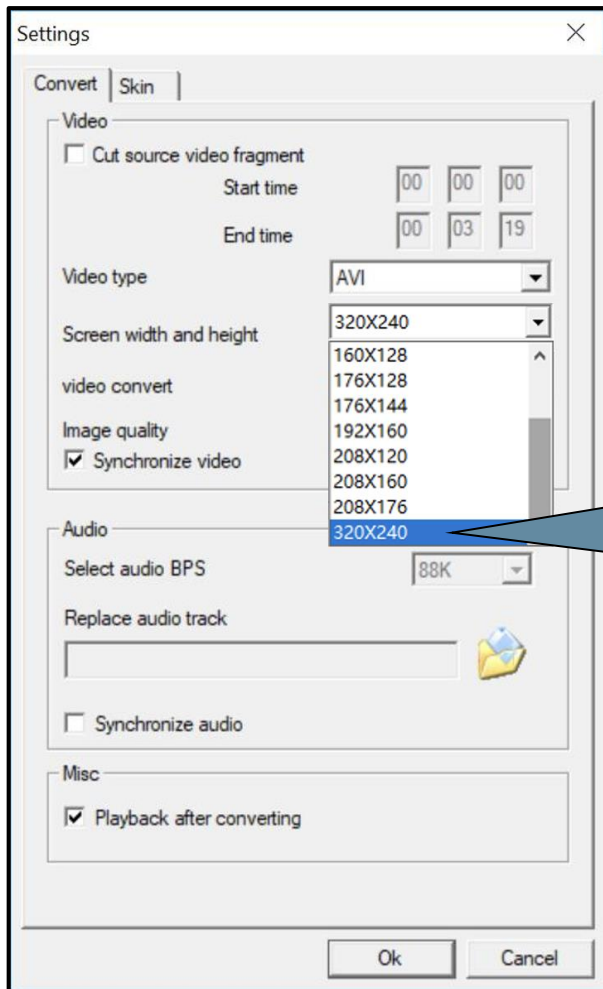 Settings
Convert Skin
Video
Cut source video fragment
Start time 00 00 00
End time 00 03 19
Video type AVI
Screen width and height 320X240
160X128
176X128
176X144
192X160
208X120
208X160
208X176
320X240
video convert
Image quality
Synchronize video
Audio
Select audio BPS 88K
Replace audio track
Synchronize audio
Misc
Playback after converting
Ok Cancel